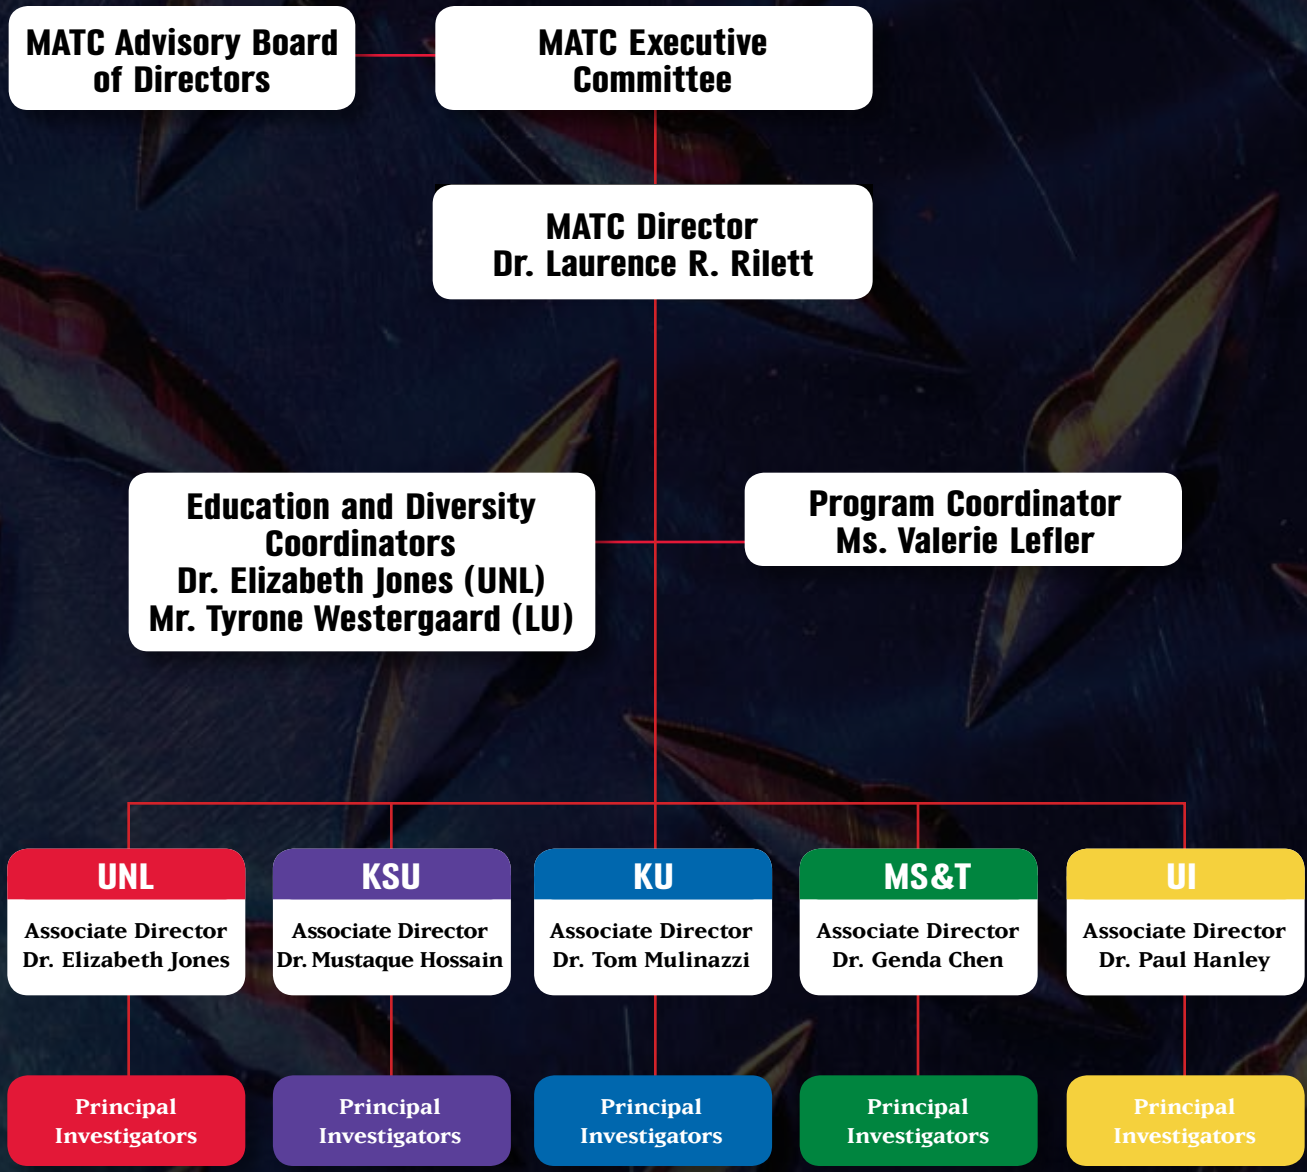 MATC Advisory Board
of Directors
MATC Executive
Committee
MATC Director
Dr. Laurence R. Rilett
Education and Diversity
Coordinators
Dr. Elizabeth Jones (UNL)
Mr. Tyrone Westergaard (LU)
Program Coordinator
Ms. Valerie Lefler
UNL
Associate Director
Dr. Elizabeth Jones
KSU
Associate Director
Dr. Mustaque Hossain
KU
Associate Director
Dr. Tom Mulinazzi
MS&T
Associate Director
Dr. Genda Chen
UI
Associate Director
Dr. Paul Hanley
Principal
Investigators
Principal
Investigators
Principal
Investigators
Principal
Investigators
Principal
Investigators